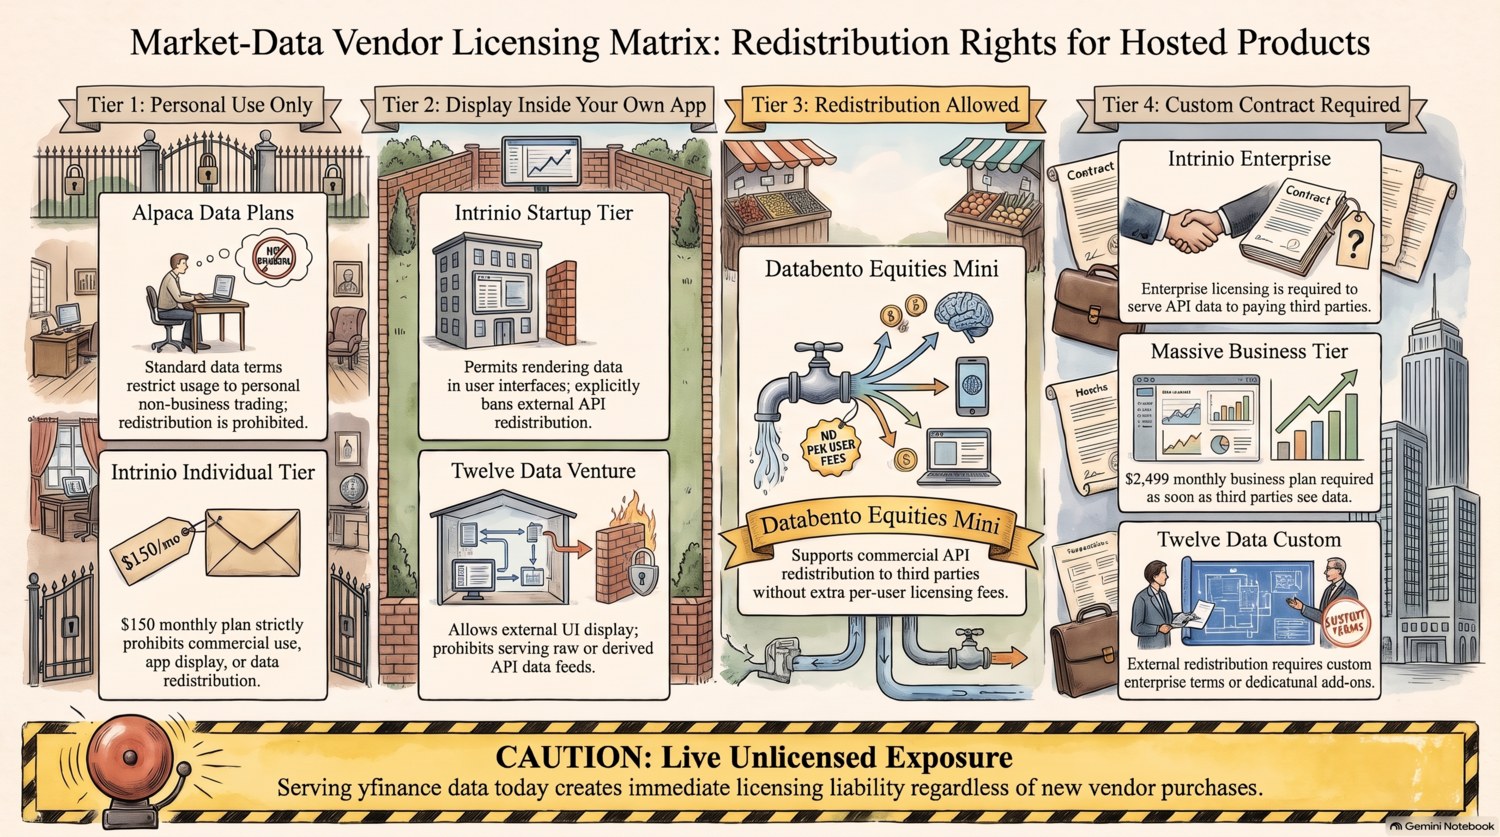 Market-Data Vendor Licensing Matrix: Redistribution Rights for Hosted Products
Tier 1: Personal Use Only
Alpaca Data Plans
NO
Standard data terms
restrict usage to personal
non-business trading;
redistribution is prohibited.
Intrinio Individual Tier
$150/mo
$150 monthly plan strictly
prohibits commercial use,
app display, or data
redistribution.
Tier 2: Display Inside Your Own App
Intrinio Startup Tier
Permits rendering data
in user interfaces; explicitly
bans external API
redistribution.
Twelve Data Venture
Allows external UI display;
prohibits serving raw or derived
API data feeds.
Tier 3: Redistribution Allowed
Databento Equities Mini
B
B
$
NO
PEK USER
FEES
Databento Equities Mini
Supports commercial API
redistribution to third parties
without extra per-user licensing fees.
Tier 4: Custom Contract Required
Contract
Intrinio Enterprise
Contract
?
Enterprise licensing is required to
serve API data to paying third parties.
Massive Business Tier
$2,499 monthly business plan required
as soon as third parties see data.
Twelve Data Custom
External redistribution requires custom
enterprise terms or dedicatunal add-ons.
CAUTION: Live Unlicensed Exposure
Serving yfinance data today creates immediate licensing liability regardless of new vendor purchases.
Gemini Notebook